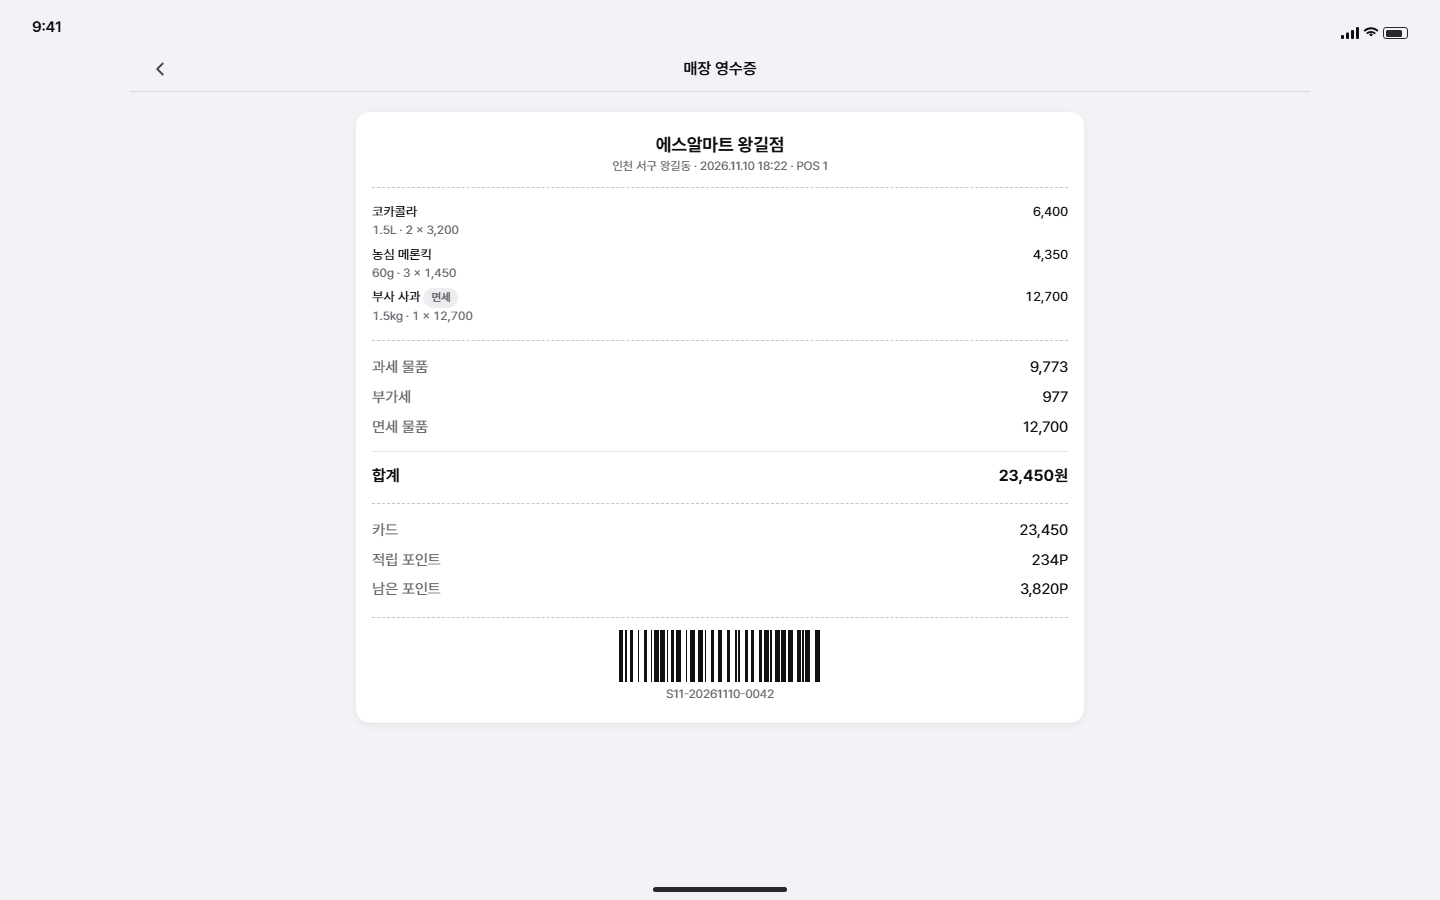 9:41
매장 영수증
에스알마트 왕길점
인천 서구 왕길동 · 2026.11.10 18:22 · POS 1
코카콜라 6,400
1.5L · 2 × 3,200
농심 메론킥 4,350
60g · 3 × 1,450
부사 사과 면세 12,700
1.5kg · 1 × 12,700
과세 물품 9,773
부가세 977
면세 물품 12,700
합계 23,450원
카드 23,450
적립 포인트 234P
남은 포인트 3,820P
S11-20261110-0042